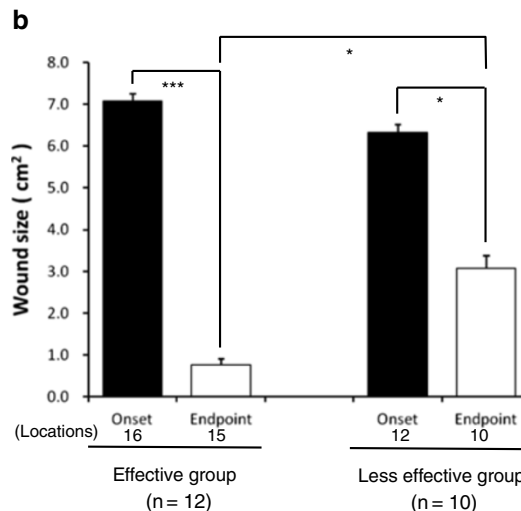 b
8.0
7.0
6.0
5.0
4.0
3.0
2.0
1.0
0.0
Wound size ( cm²)
***
*
*
Onset Endpoint Onset Endpoint
(Locations) 16 15 12 10
Effective group Less effective group
(n = 12) (n = 10)